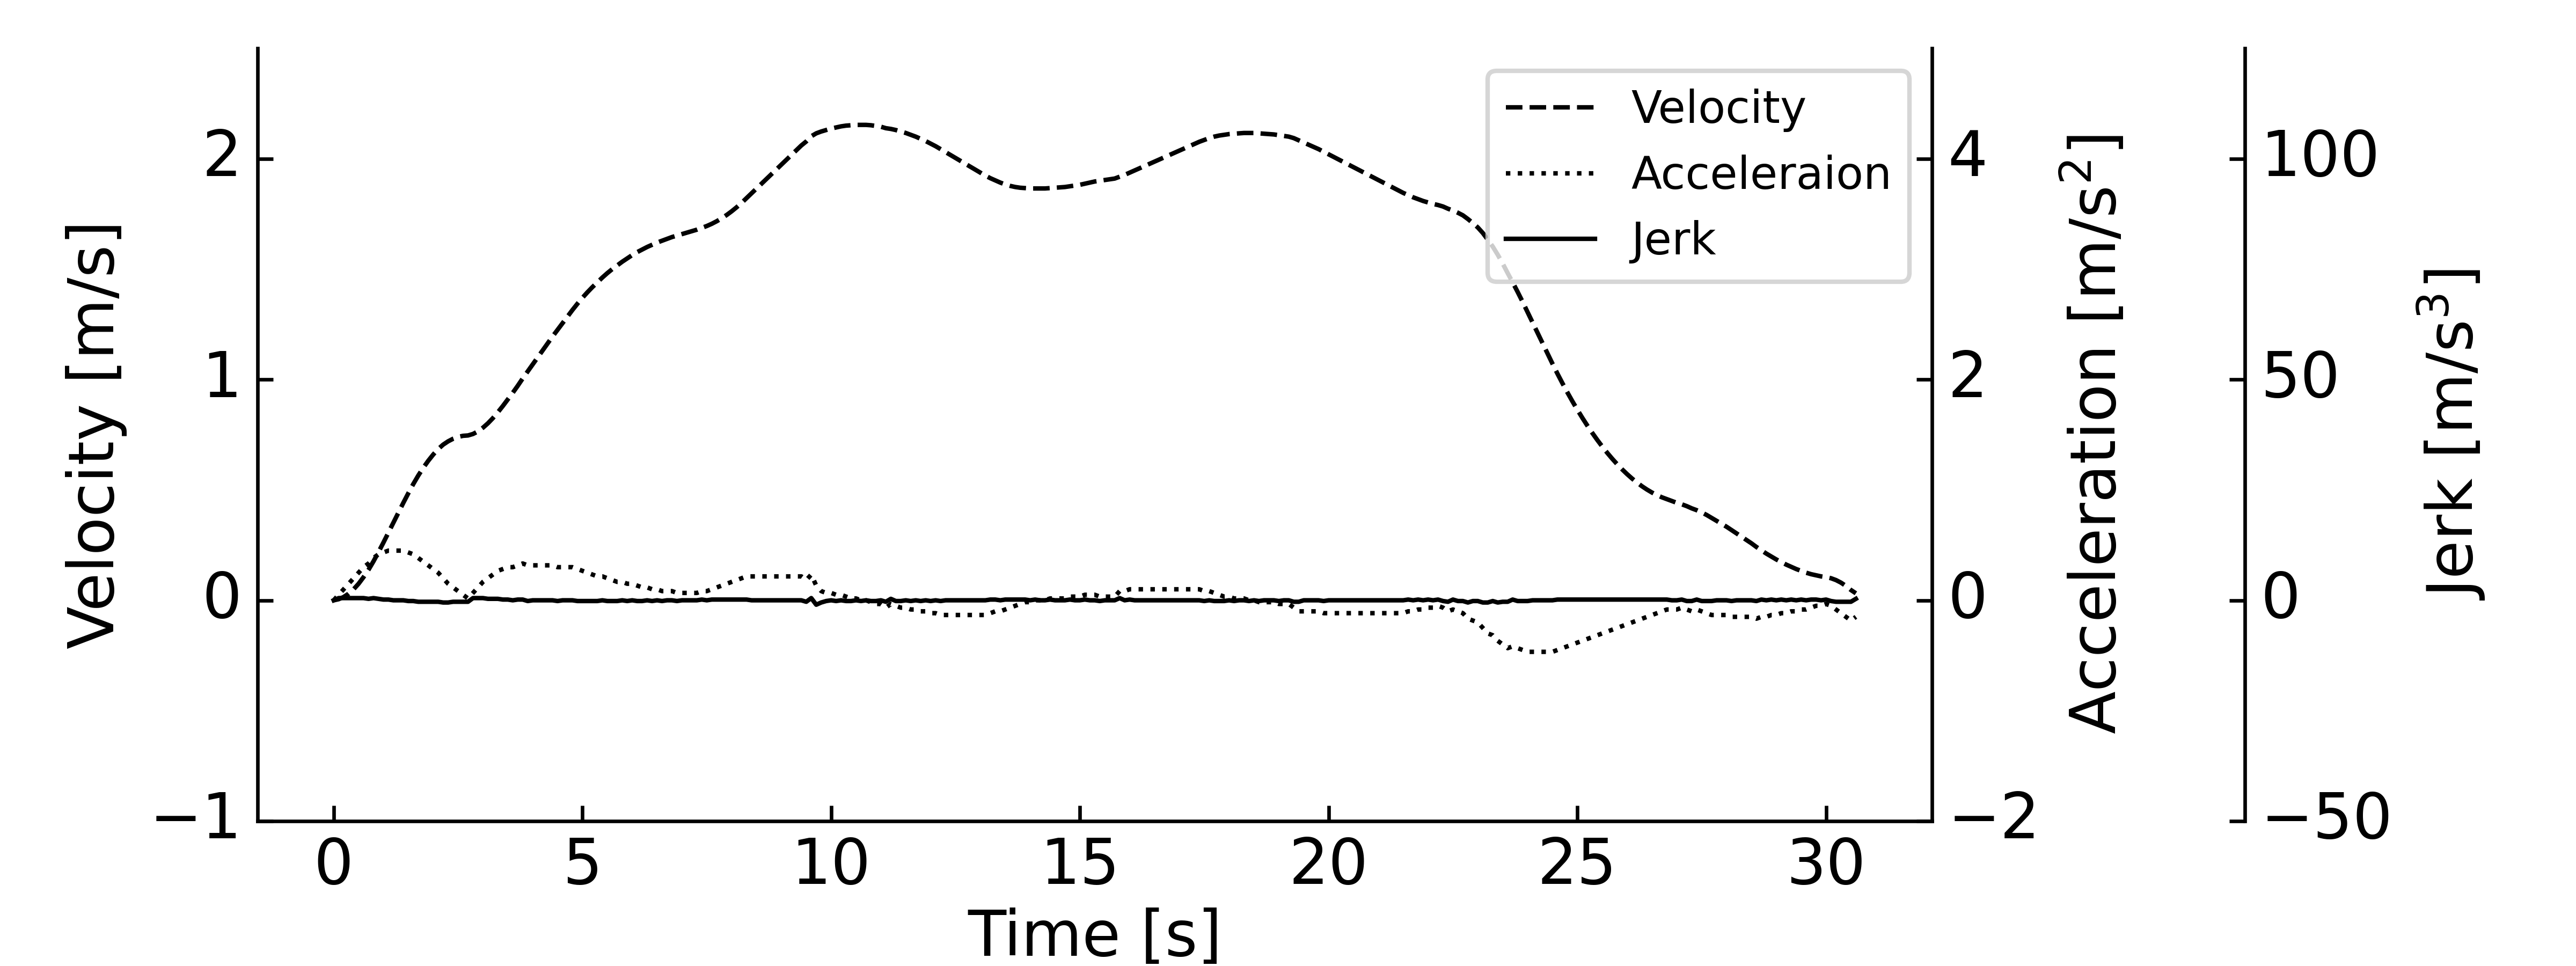 Velocity [m/s]
2
1
0
−1
0 5 10 15 20 25 30
Time [s]
Velocity
Acceleraion
Jerk
4
2
0
−2
Acceleration [m/s²]
100
50
0
−50
Jerk [m/s³]